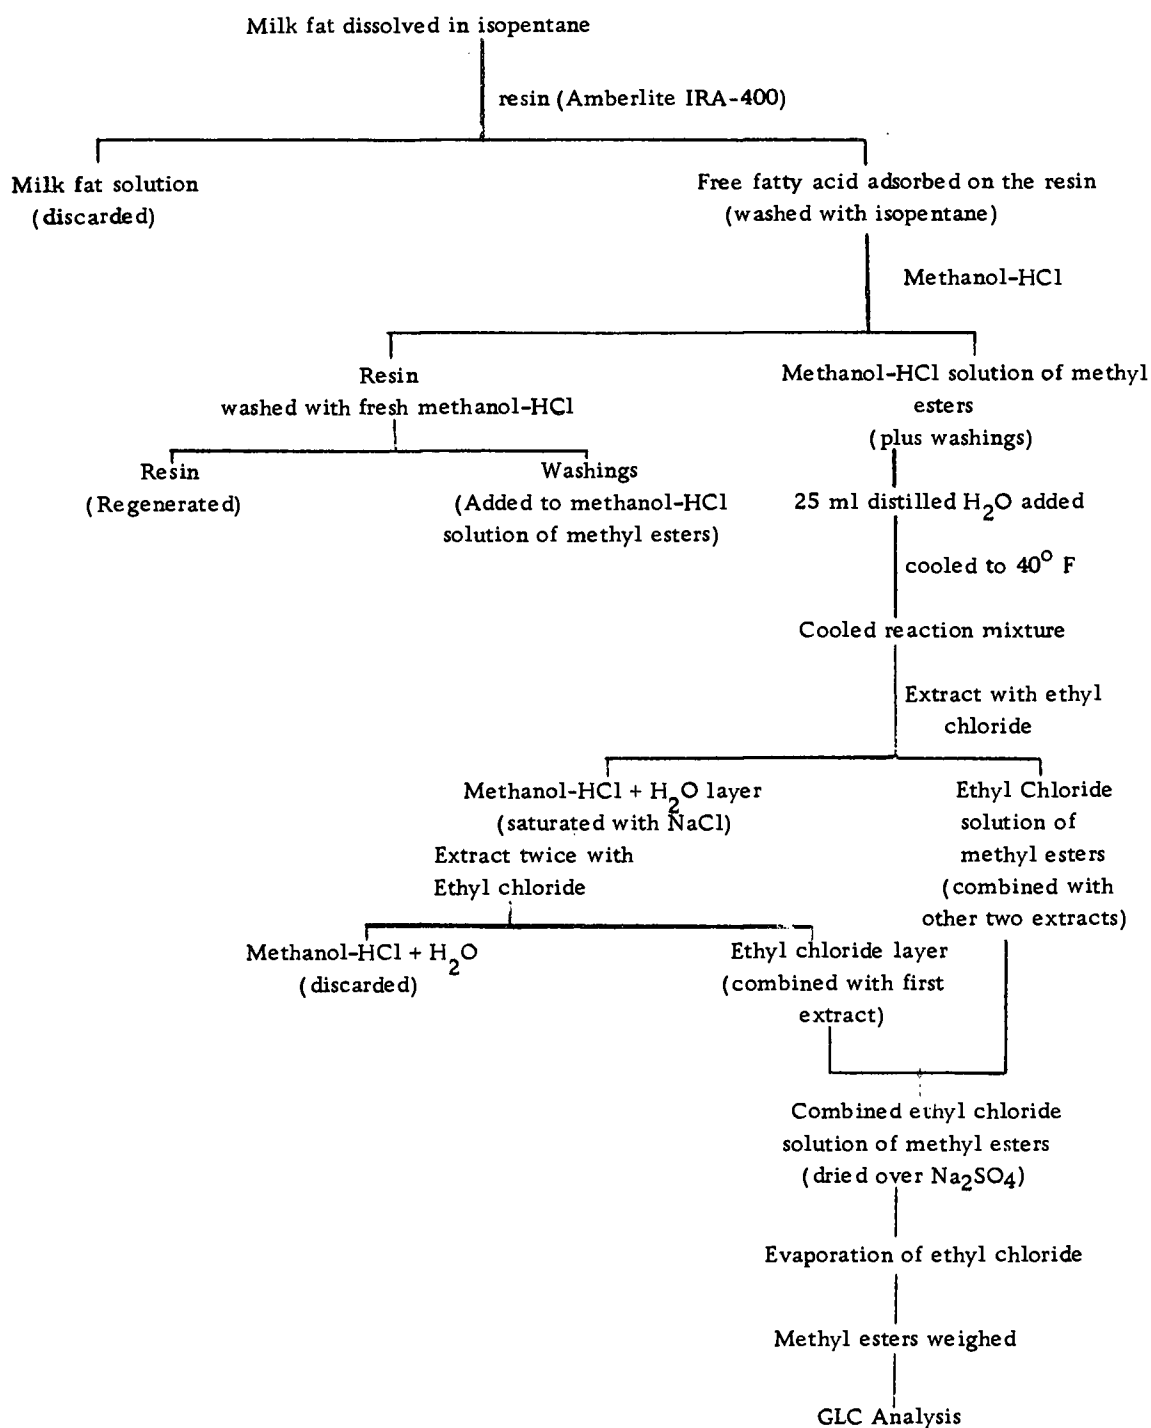 Milk fat dissolved in isopentane
resin (Amberlite IRA-400)
Milk fat solution
(discarded)
Free fatty acid adsorbed on the resin
(washed with isopentane)
Methanol-HCl
Resin
washed with fresh methanol-HCl
Methanol-HCl solution of methyl
esters
(plus washings)
Resin
(Regenerated)
Washings
(Added to methanol-HCl
solution of methyl esters)
25 ml distilled H2O added
cooled to 40° F
Cooled reaction mixture
Extract with ethyl
chloride
Methanol-HCl + H2O layer
(saturated with NaCl)
Extract twice with
Ethyl chloride
Ethyl Chloride
solution of
methyl esters
(combined with
other two extracts)
Methanol-HCl + H2O
(discarded)
Ethyl chloride layer
(combined with first
extract)
Combined ethyl chloride
solution of methyl esters
(dried over Na2SO4)
Evaporation of ethyl chloride
Methyl esters weighed
GLC Analysis